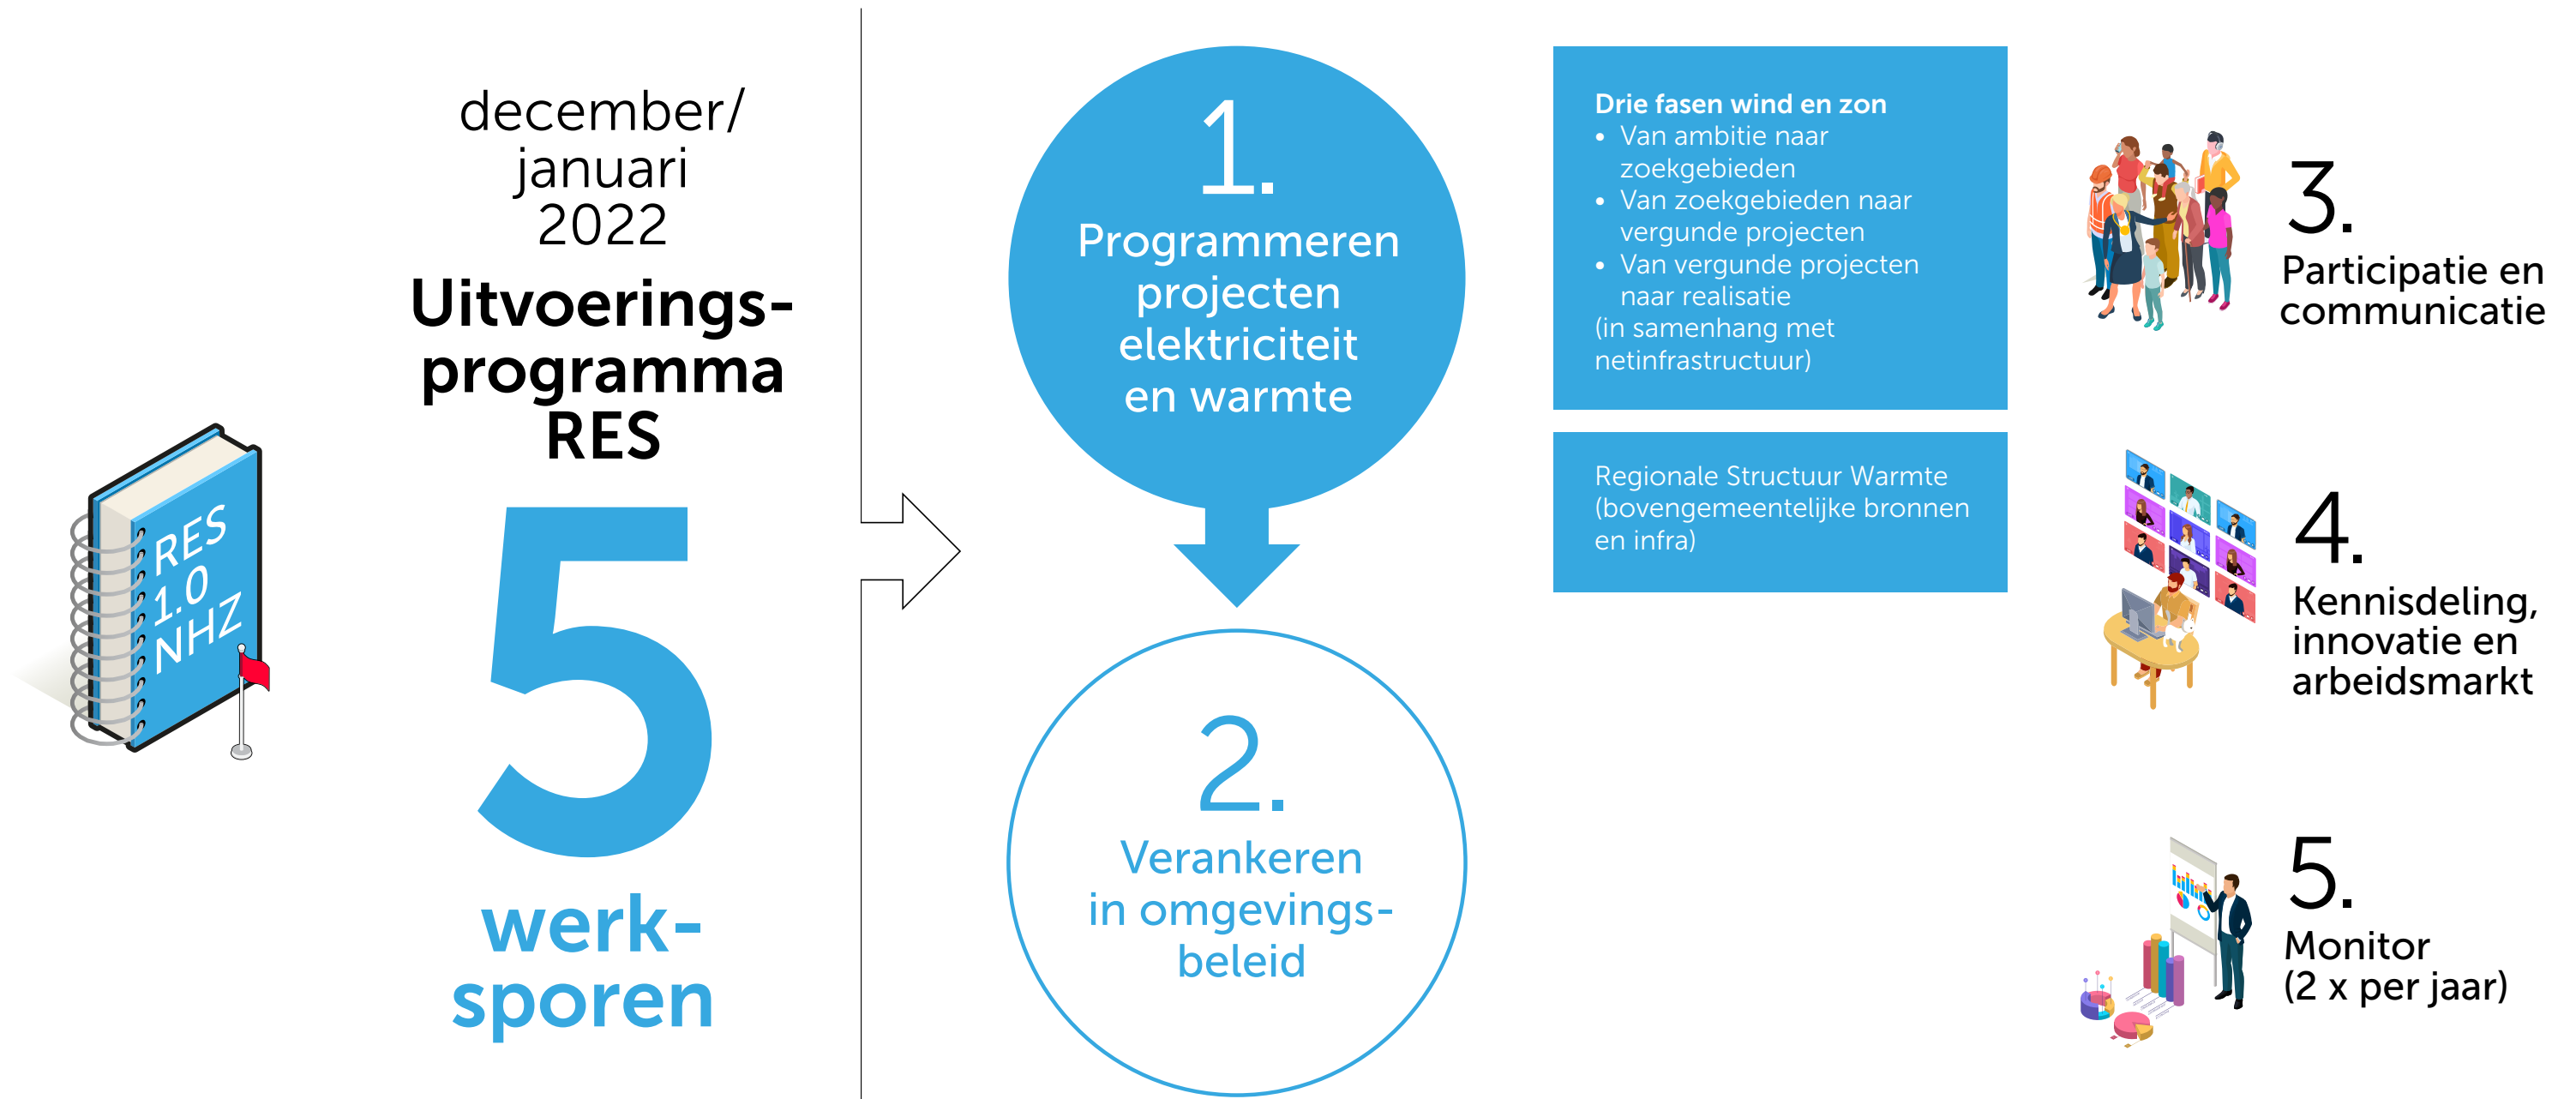 RES
1.0
NHZ
december/
januari
2022
Uitvoerings-
programma
RES
5
werk-
sporen
1.
Programmeren
projecten
elektriciteit
en warmte
2.
Verankeren
in omgevings-
beleid
Drie fasen wind en zon
• Van ambitie naar
zoekgebieden
• Van zoekgebieden naar
vergunde projecten
• Van vergunde projecten
naar realisatie
(in samenhang met
netinfrastructuur)
Regionale Structuur Warmte
(bovengemeentelijke bronnen
en infra)
3.
Participatie en
communicatie
4.
Kennisdeling,
innovatie en
arbeidsmarkt
5.
Monitor
(2 x per jaar)